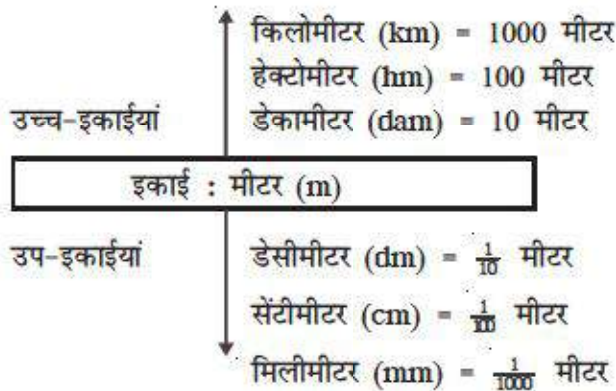 किलोमीटर (km) = 1000 मीटर
हेक्टोमीटर (hm) = 100 मीटर
उच्च-इकाईयां डेकामीटर (dam) = 10 मीटर
इकाई : मीटर (m)
उप-इकाईयां डेसीमीटर (dm) = 1/10 मीटर
सेंटीमीटर (cm) = 1/100 मीटर
मिलीमीटर (mm) = 1/1000 मीटर